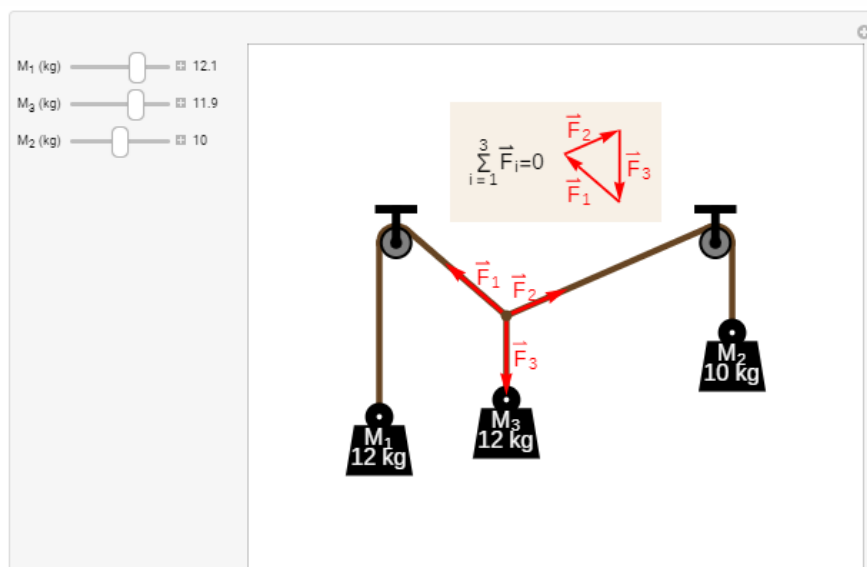 M₁ (kg) 12.1
M₃ (kg) 11.9
M₂ (kg) 10
3
Σ F⃗ᵢ=0
i = 1
F⃗₂
F⃗₃
F⃗₁
F⃗₁
F⃗₂
F⃗₃
M₂
10 kg
M₃
12 kg
M₁
12 kg